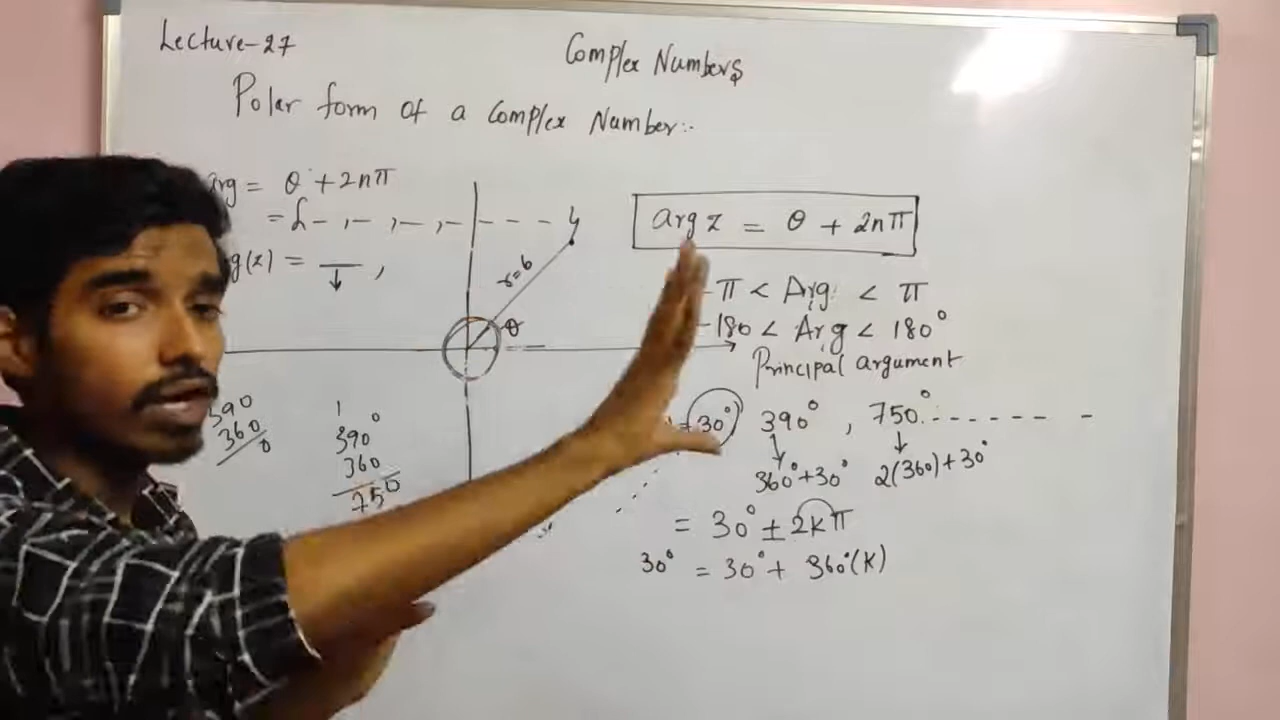 Lecture-27
Complex Numbers
Polar form of a Complex Number:-
arg = θ + 2nπ
= { - , - , - , - - - - }
g(z) = — ,
r=6
θ
arg z = θ + 2nπ
-π < Arg < π
-180 < Arg < 180°
Principal argument
390
360
0
1
390°
360
750
+30° 390° , 750° - - - - - - -
360°+30° 2(360)+30°
= 30° ± 2kπ
30° = 30° + 360°(K)